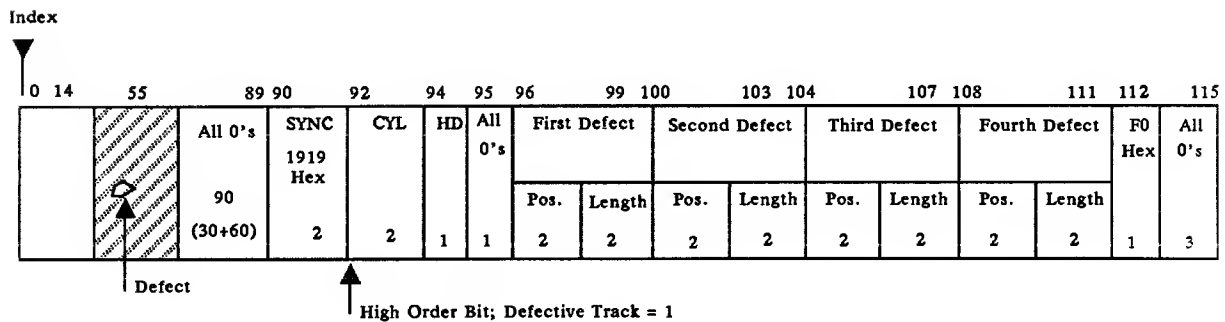 Index
0 14 55 89 90 92 94 95 96 99 100 103 104 107 108 111 112 115
All 0's SYNC CYL HD All First Defect Second Defect Third Defect Fourth Defect F0 All
1919 0's Hex 0's
Hex
90 Pos. Length Pos. Length Pos. Length Pos. Length
(30+60) 2 2 1 1 2 2 2 2 2 2 2 2 1 3
Defect
High Order Bit; Defective Track = 1